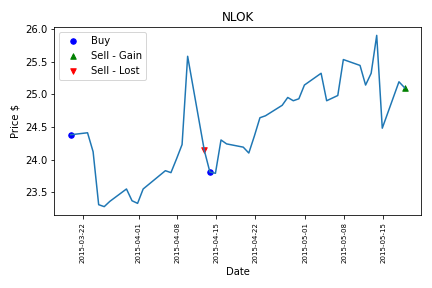 NLOK
Buy
Sell - Gain
Sell - Lost
Price $
26.0
25.5
25.0
24.5
24.0
23.5
2015-03-22
2015-04-01
2015-04-08
2015-04-15
2015-04-22
2015-05-01
2015-05-08
2015-05-15
Date